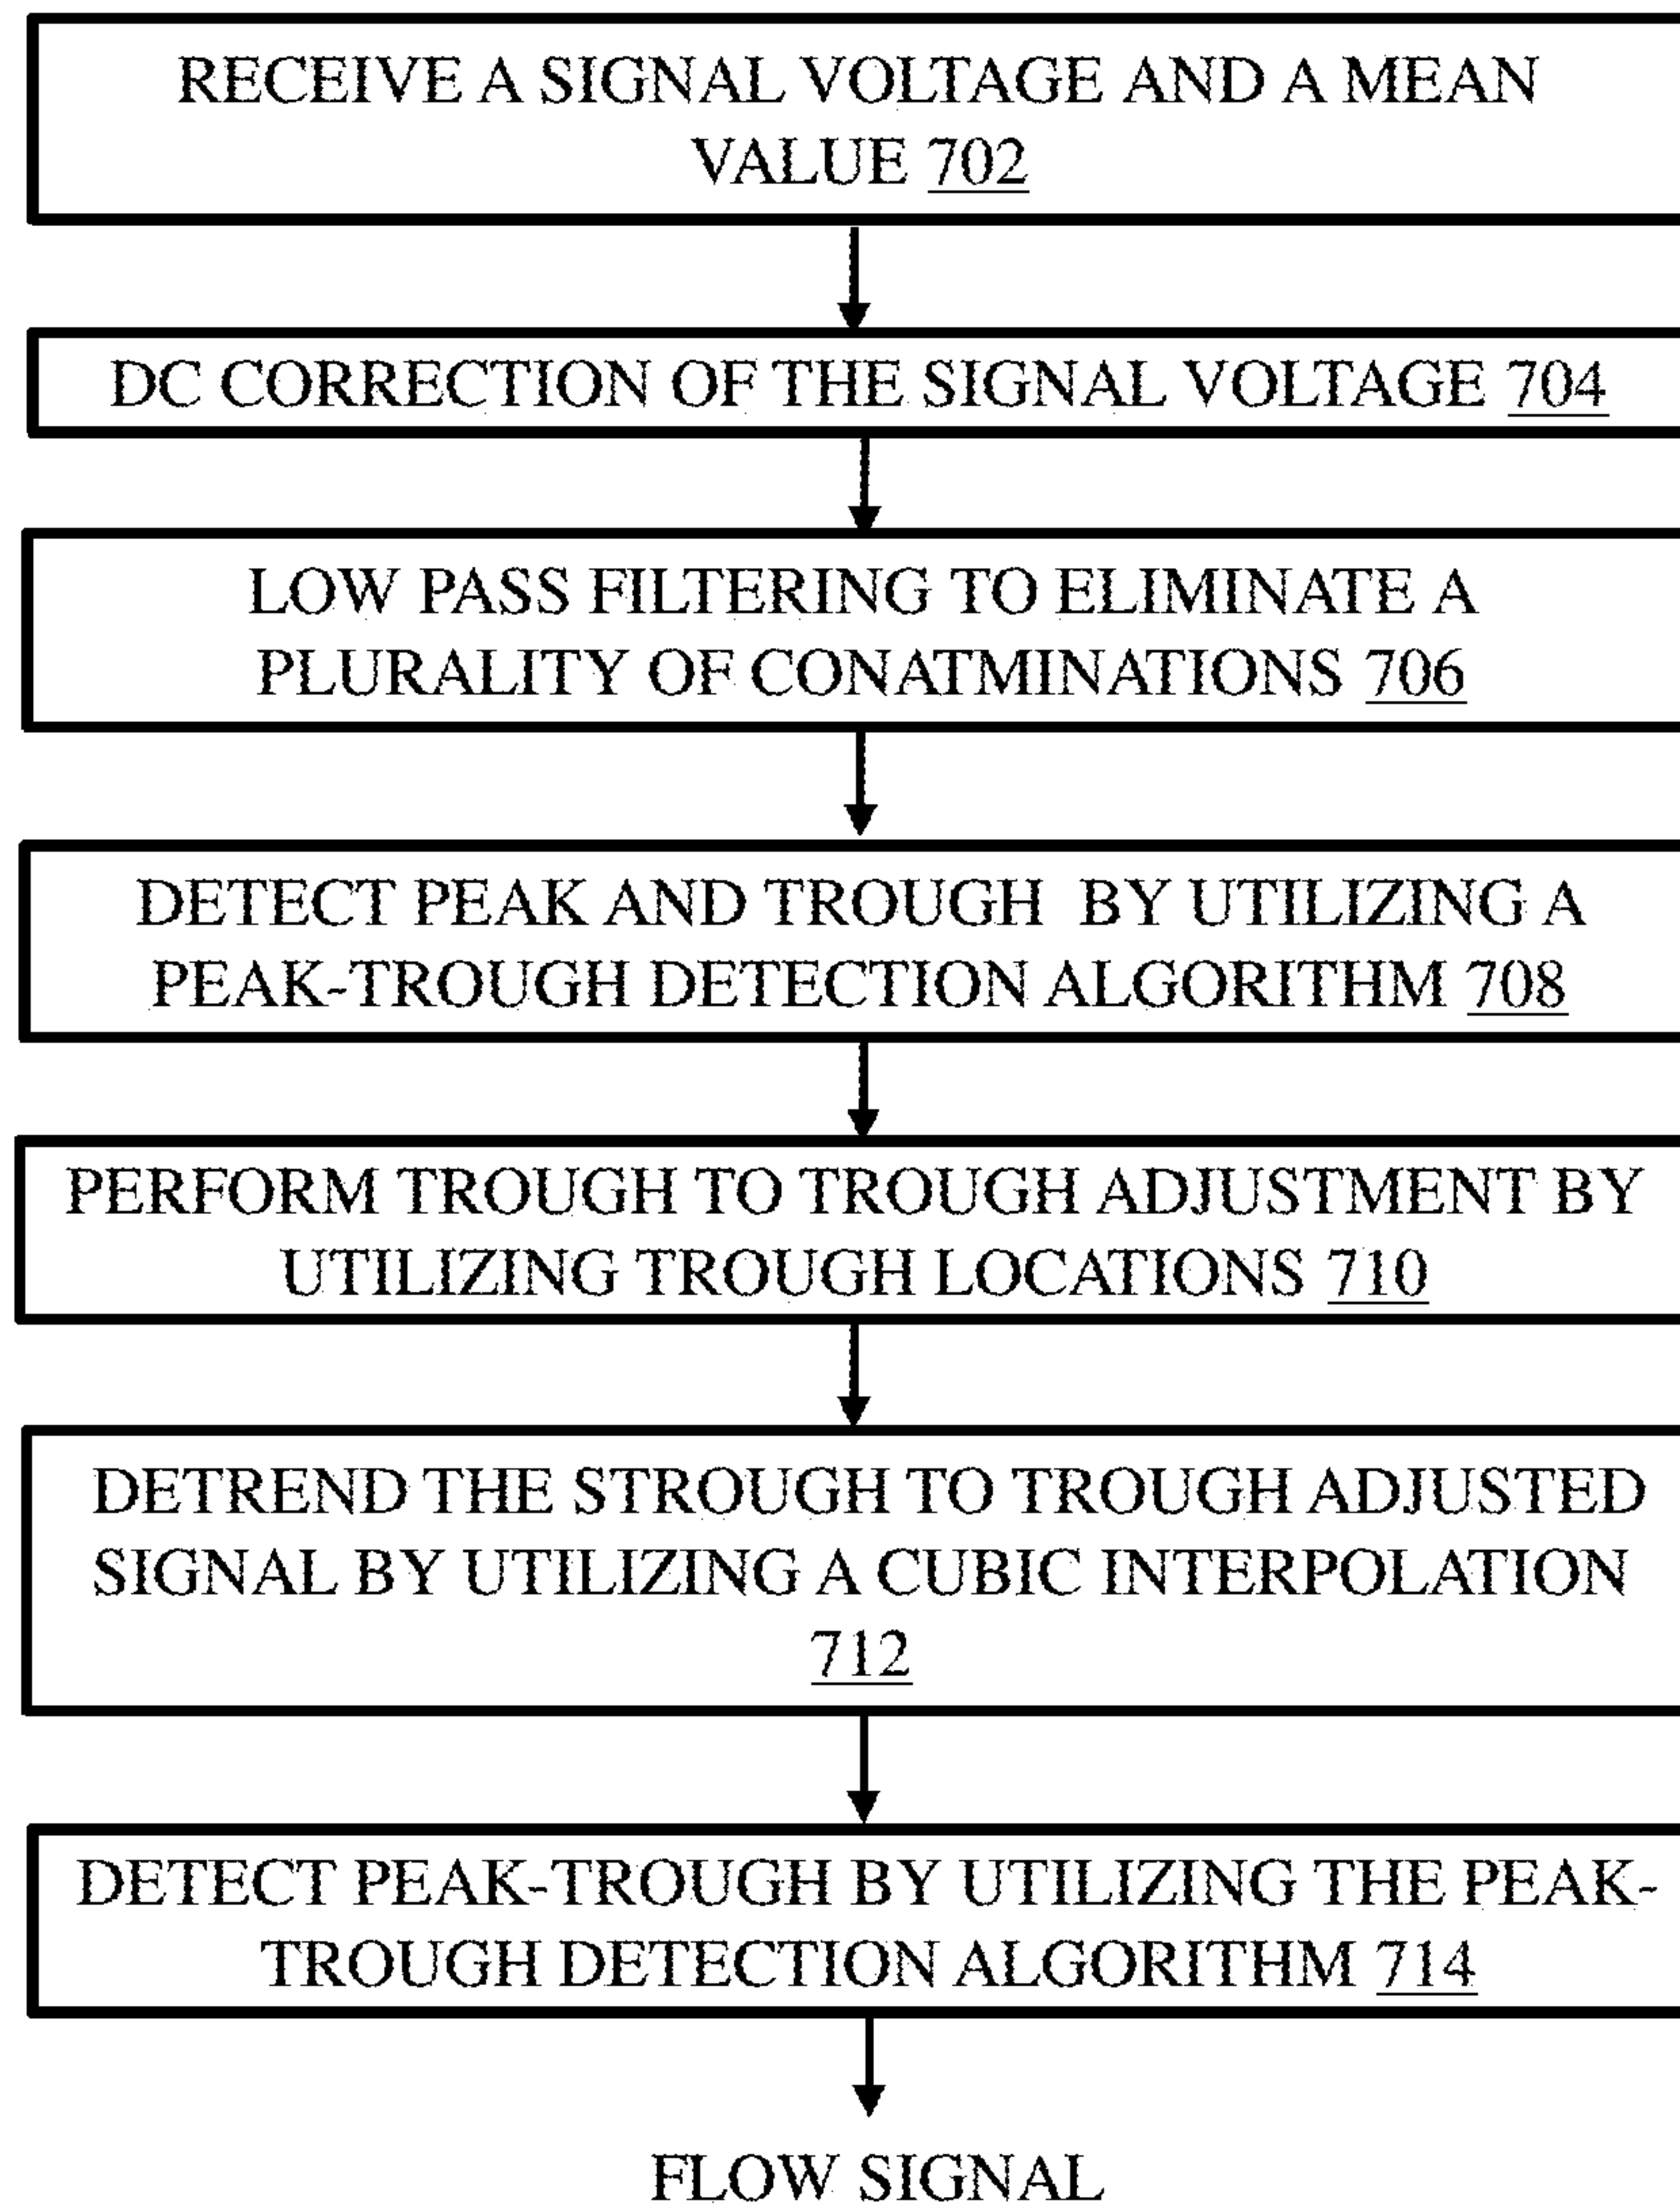 RECEIVE A SIGNAL VOLTAGE AND A MEAN
VALUE 702
DC CORRECTION OF THE SIGNAL VOLTAGE 704
LOW PASS FILTERING TO ELIMINATE A
PLURALITY OF CONATMINATIONS 706
DETECT PEAK AND TROUGH BY UTILIZING A
PEAK-TROUGH DETECTION ALGORITHM 708
PERFORM TROUGH TO TROUGH ADJUSTMENT BY
UTILIZING TROUGH LOCATIONS 710
DETREND THE STROUGH TO TROUGH ADJUSTED
SIGNAL BY UTILIZING A CUBIC INTERPOLATION
712
DETECT PEAK-TROUGH BY UTILIZING THE PEAK-
TROUGH DETECTION ALGORITHM 714
FLOW SIGNAL